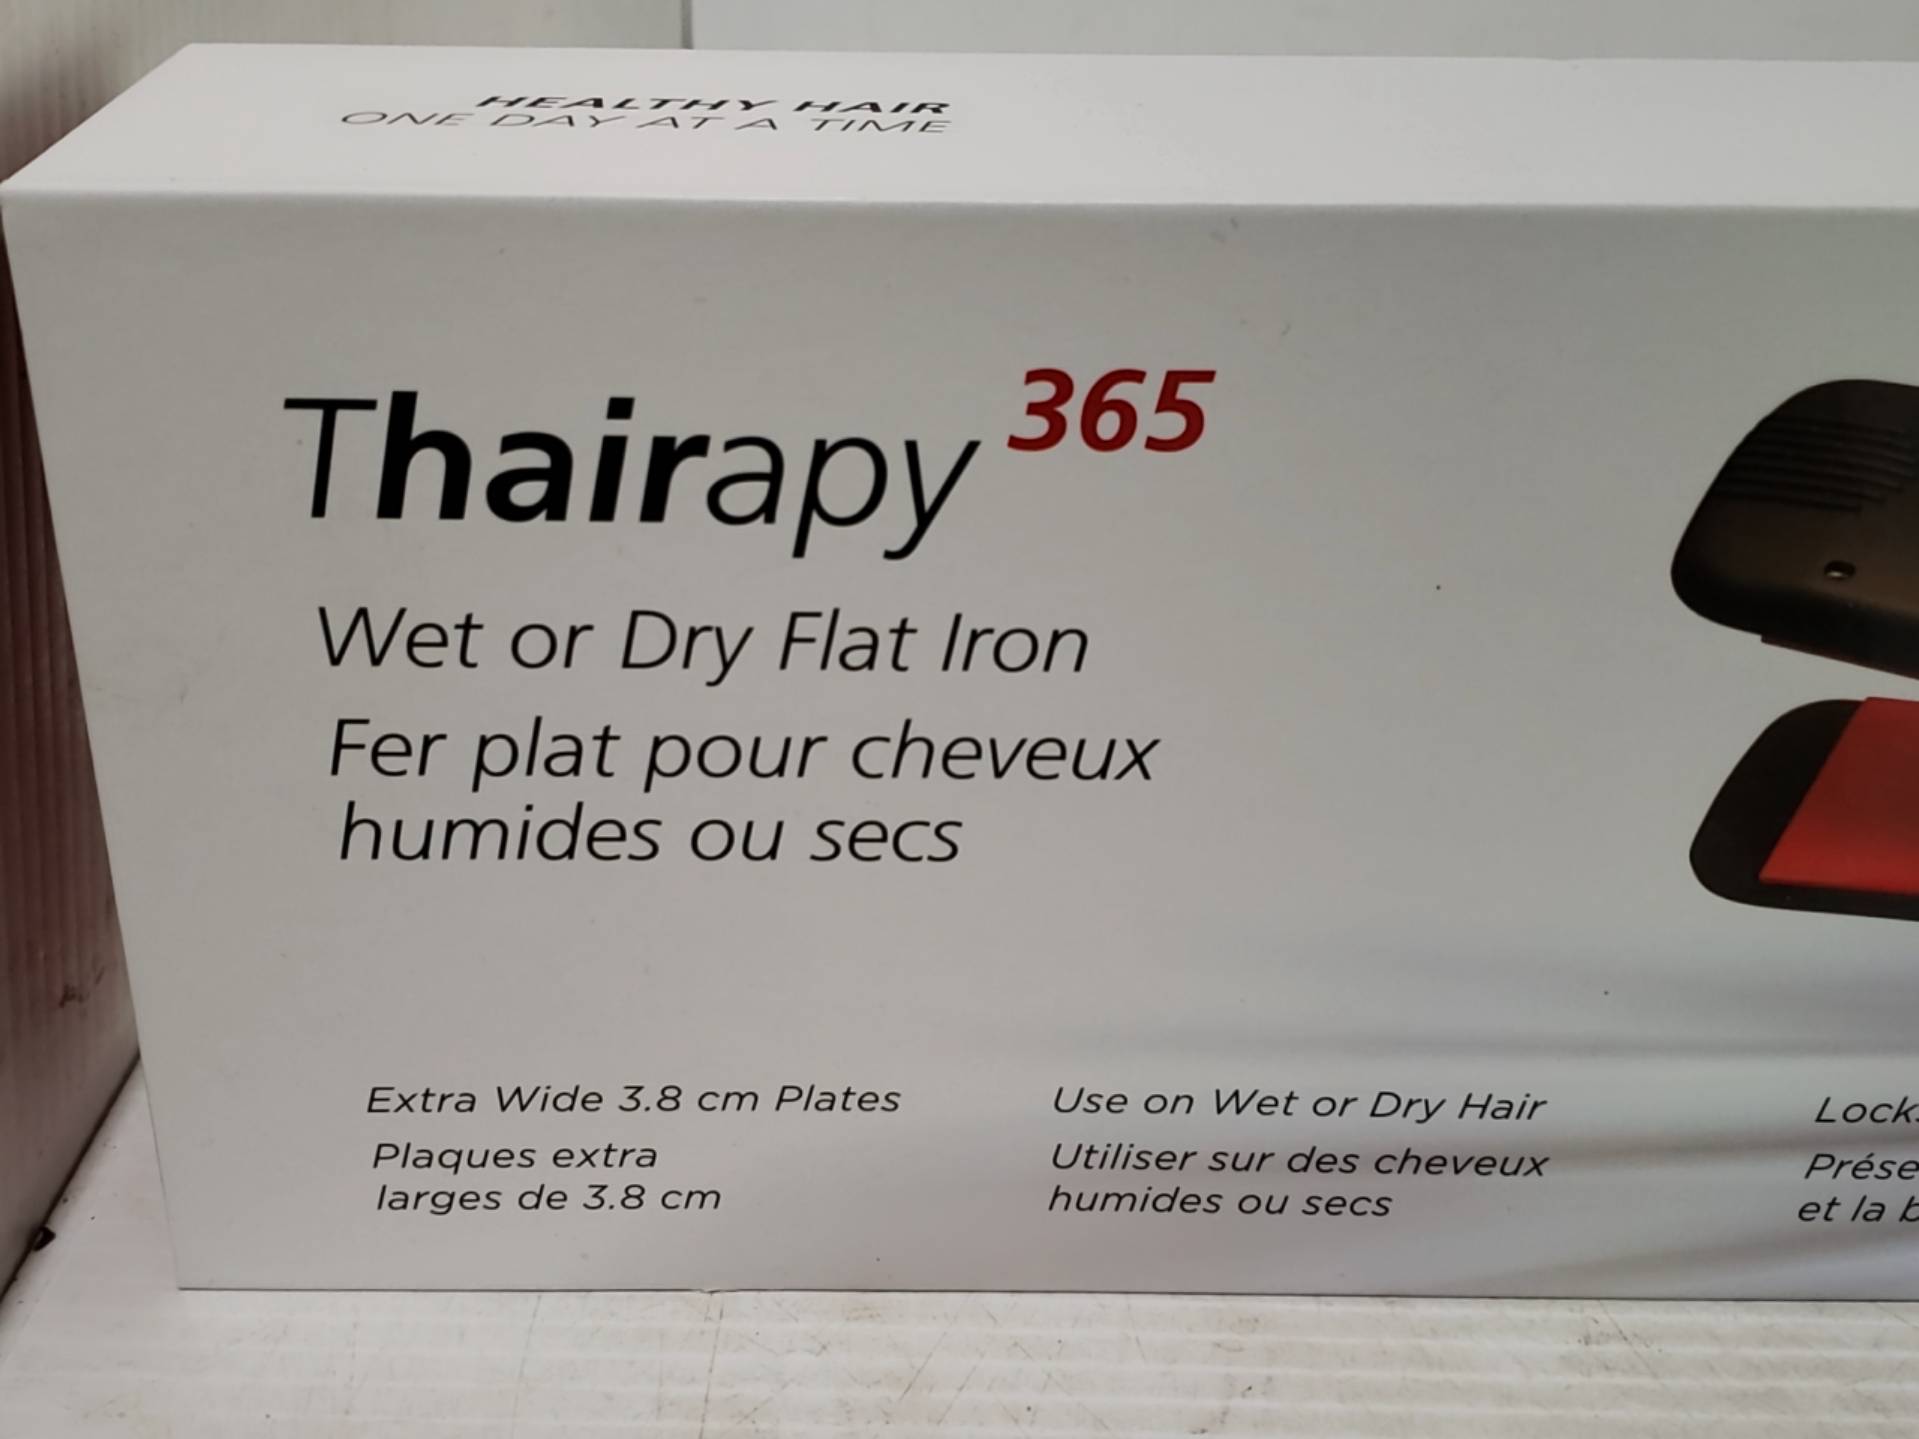 HEALTHY HAIR
ONE DAY AT A TIME
Thairapy 365
Wet or Dry Flat Iron
Fer plat pour cheveux
humides ou secs
Extra Wide 3.8 cm Plates
Plaques extra
larges de 3.8 cm
Use on Wet or Dry Hair
Utiliser sur des cheveux
humides ou secs
et la